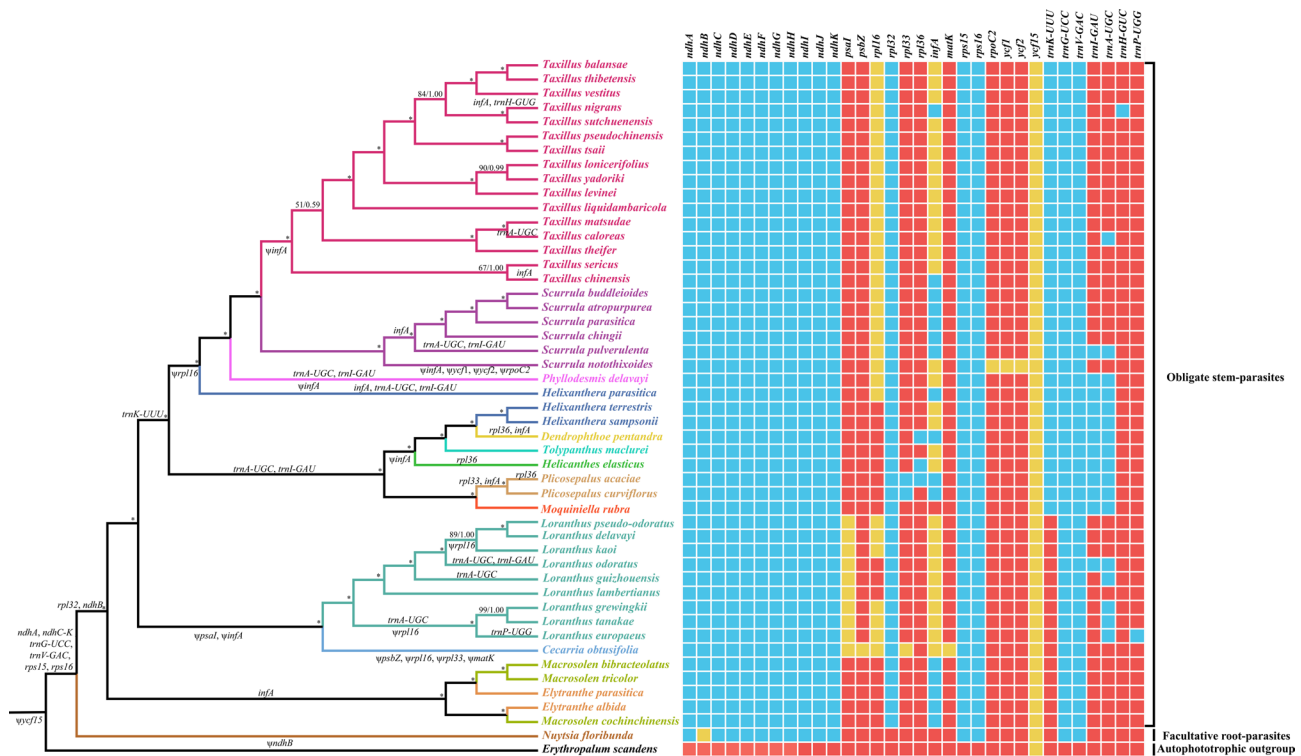 ndhA
ndhB
ndhC
ndhD
ndhE
ndhF
ndhG
ndhH
ndhI
ndhJ
ndhK
psaI
psbZ
rpl16
rpl32
rpl33
rpl36
infA
matK
rps15
rps16
rpoC2
ycf1
ycf2
ycf15
trnK-UUU
trnG-UCC
trnV-GAC
trnI-GAU
trnA-UGC
trnH-GUC
trnP-UGG
Taxillus balansae
Taxillus thibetensis
Taxillus vestitus
84/1.00
infA, trnH-GUG
Taxillus nigrans
Taxillus sutchuenensis
Taxillus pseudochinensis
Taxillus tsaii
Taxillus lonicerifolius
90/0.99
Taxillus yadoriki
Taxillus levinei
51/0.59
Taxillus liquidambaricola
Taxillus matsudae
trnA-UGC
Taxillus caloreas
Taxillus theifer
ψinfA
Taxillus sericus
67/1.00
infA
Taxillus chinensis
Scurrula buddleioides
Scurrula atropurpurea
Scurrula parasitica
infA
Scurrula chingii
trnA-UGC, trnI-GAU
Scurrula pulverulenta
Scurrula notothixoides
ψinfA, ψycf1, ψycf2, ψrpoC2
ψrpl16
trnA-UGC, trnI-GAU
Phyllodesmis delavayi
ψinfA
infA, trnA-UGC, trnI-GAU
Helixanthera parasitica
Obligate stem-parasites
trnK-UUU
Helixanthera terrestris
Helixanthera sampsonii
rpl36, infA
Dendrophthoe pentandra
Tolypanthus maclurei
ψinfA
rpl36
Helicanthes elasticus
trnA-UGC, trnI-GAU
rpl36
Plicosepalus acaciae
rpl33, infA
Plicosepalus curviflorus
Moquiniella rubra
Loranthus pseudo-odoratus
89/1.00
Loranthus delavayi
ψrpl16
Loranthus kaoi
trnA-UGC, trnI-GAU
Loranthus odoratus
trnA-UGC
Loranthus guizhouensis
Loranthus lambertianus
rpl32, ndhB
99/1.00
Loranthus grewingkii
trnA-UGC
Loranthus tanakae
ψpsaI, ψinfA
ψrpl16
trnP-UGG
Loranthus europaeus
ndhA, ndhC-K
trnG-UCC
trnV-GAC,
rps15, rps16
Cecarria obtusifolia
ψpsbZ, ψrpl16, ψrpl33, ψmatK
Macrosolen bibracteolatus
Macrosolen tricolor
infA
Elytranthe parasitica
Elytranthe albida
ψycf15
Macrosolen cochinchinensis
Nuytsia floribunda
Facultative root-parasites
ψndhB
Erythropalum scandens
Autophototrophic outgroup